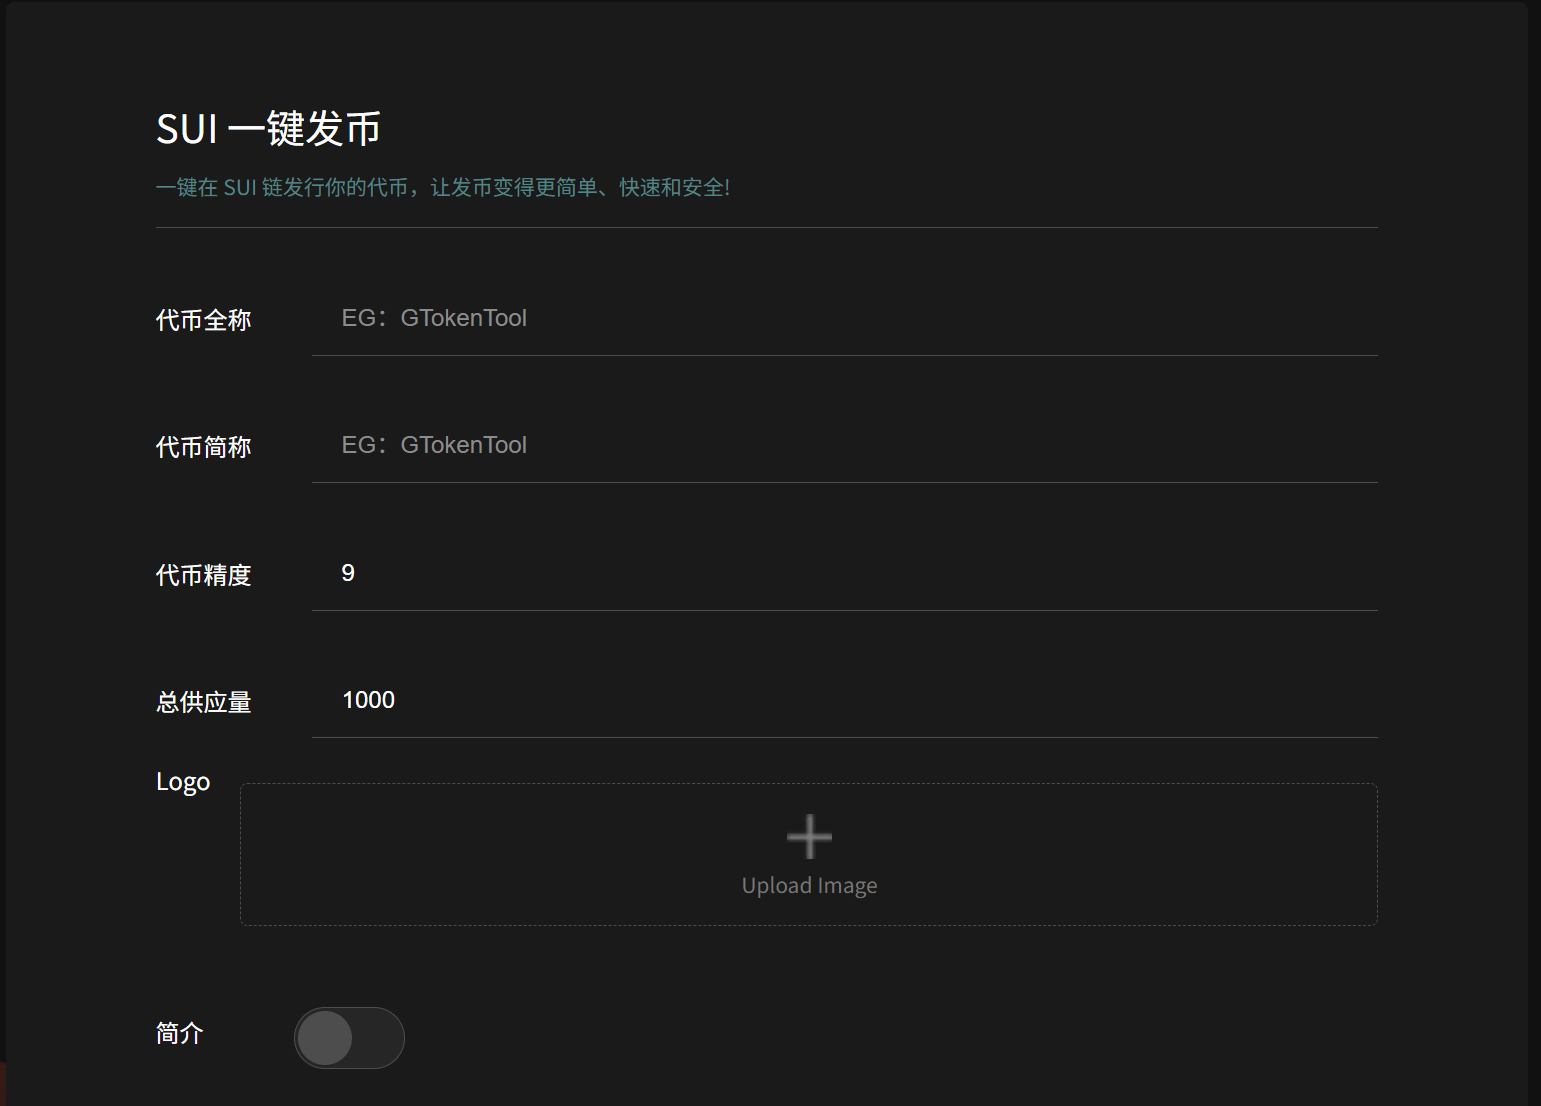 SUI 一键发币
一键在 SUI 链发行你的代币，让发币变得更简单、快速和安全!
代币全称 EG：GTokenTool
代币简称 EG：GTokenTool
代币精度 9
总供应量 1000
Logo
Upload Image
简介